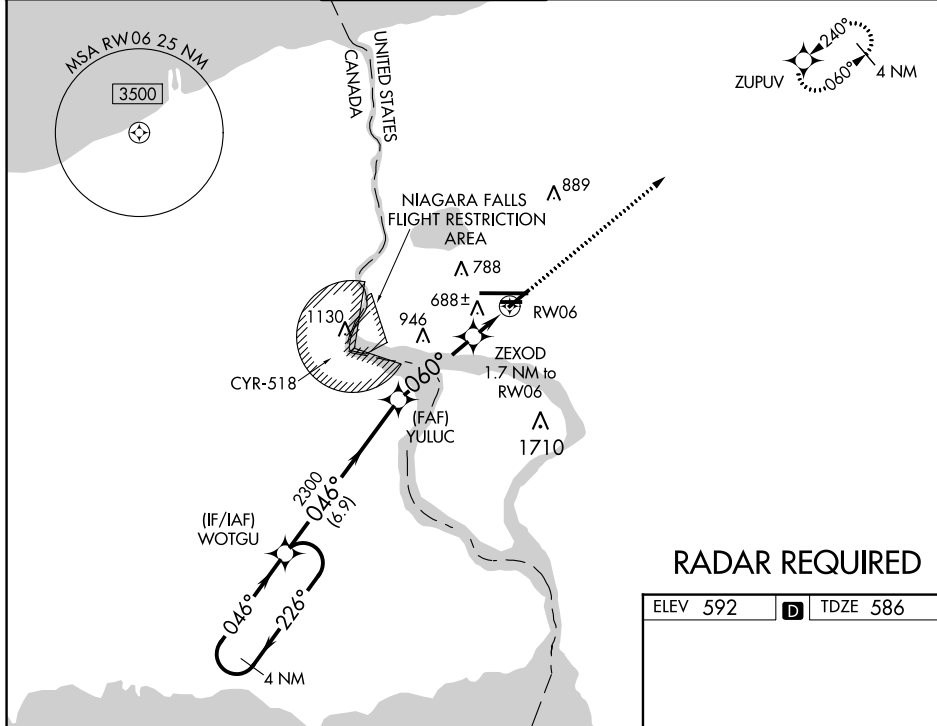 MSA RW06 25 NM
3500
UNITED STATES
CANADA
240°
060°
4 NM
ZUPUV
889
NIAGARA FALLS
FLIGHT RESTRICTION
AREA
788
688±
RW06
1130
946
ZEXOD
1.7 NM to
RW06
CYR-518
060°
(FAF)
YULUC
1710
2300
046°
(6.9)
(IF/IAF)
WOTGU
046°
226°
4 NM
RADAR REQUIRED
ELEV 592 D TDZE 586